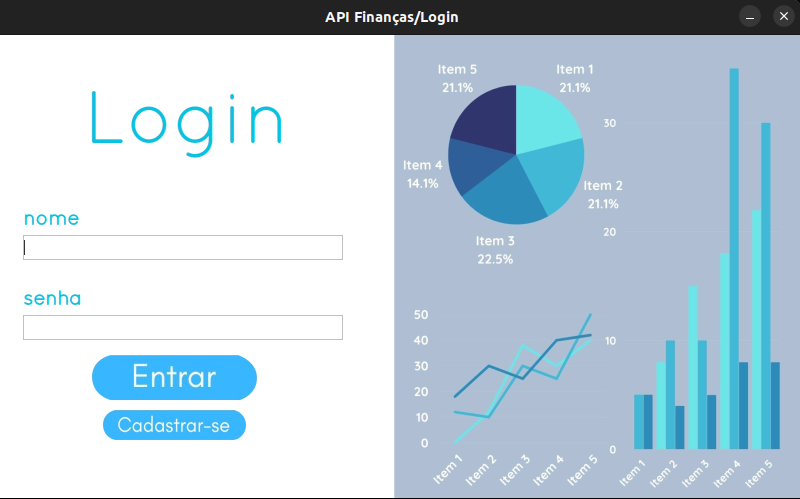 API Finanças/Login
Login
nome
senha
Entrar
Cadastrar-se
Item 5
21.1%
Item 1
21.1%
Item 4
14.1%
Item 2
21.1%
Item 3
22.5%
50
40
30
20
10
0
Item 1
Item 2
Item 3
Item 4
Item 5
30
20
10
0
Item 1
Item 2
Item 3
Item 4
Item 5